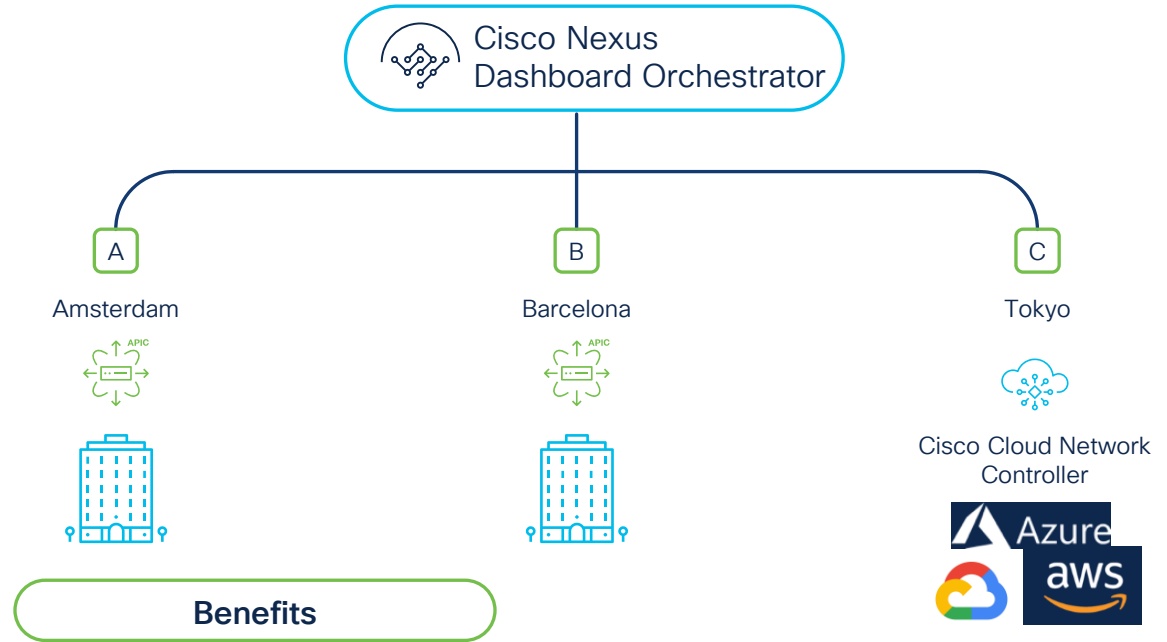 Cisco Nexus
Dashboard Orchestrator
A
B
C
Amsterdam
Barcelona
Tokyo
APIC
APIC
Cisco Cloud Network
Controller
Azure
aws
Benefits